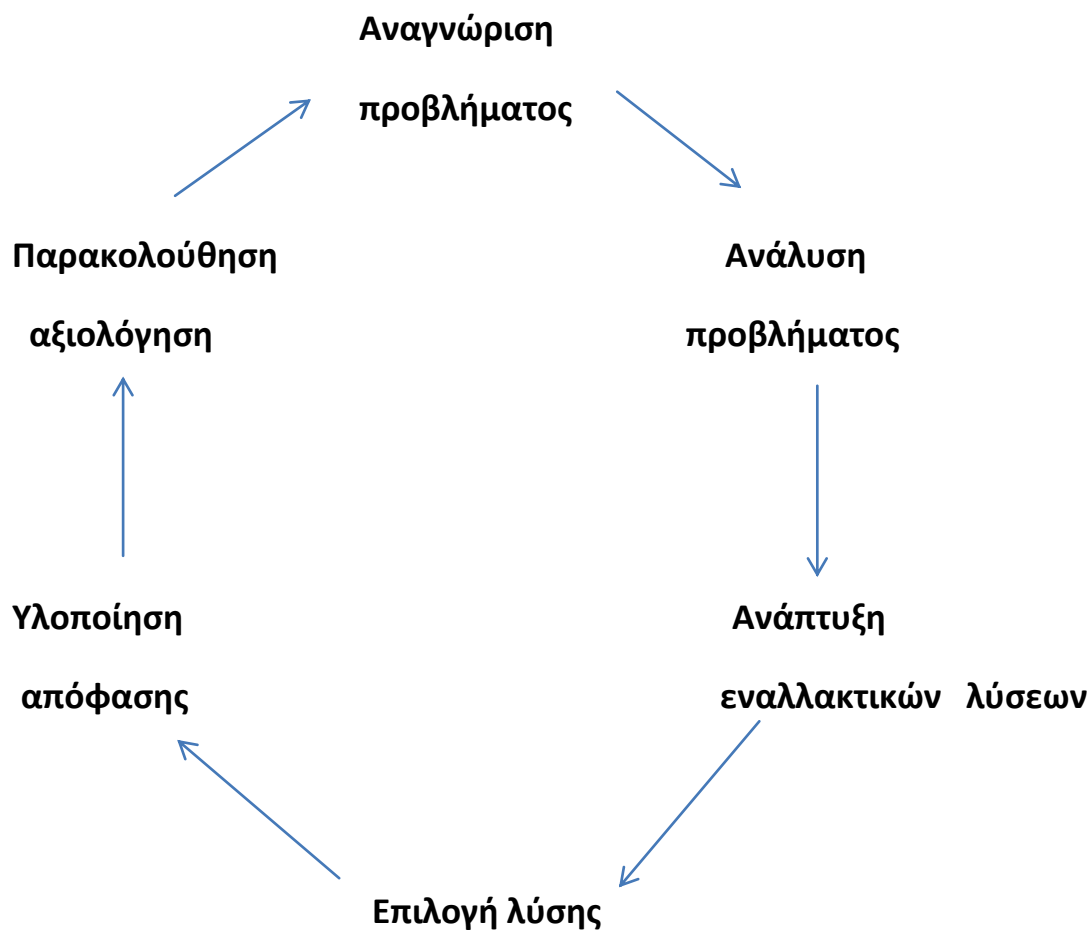 Αναγνώριση
προβλήματος
Παρακολούθηση
αξιολόγηση
Ανάλυση
προβλήματος
Υλοποίηση
απόφασης
Ανάπτυξη
εναλλακτικών λύσεων
Επιλογή λύσης